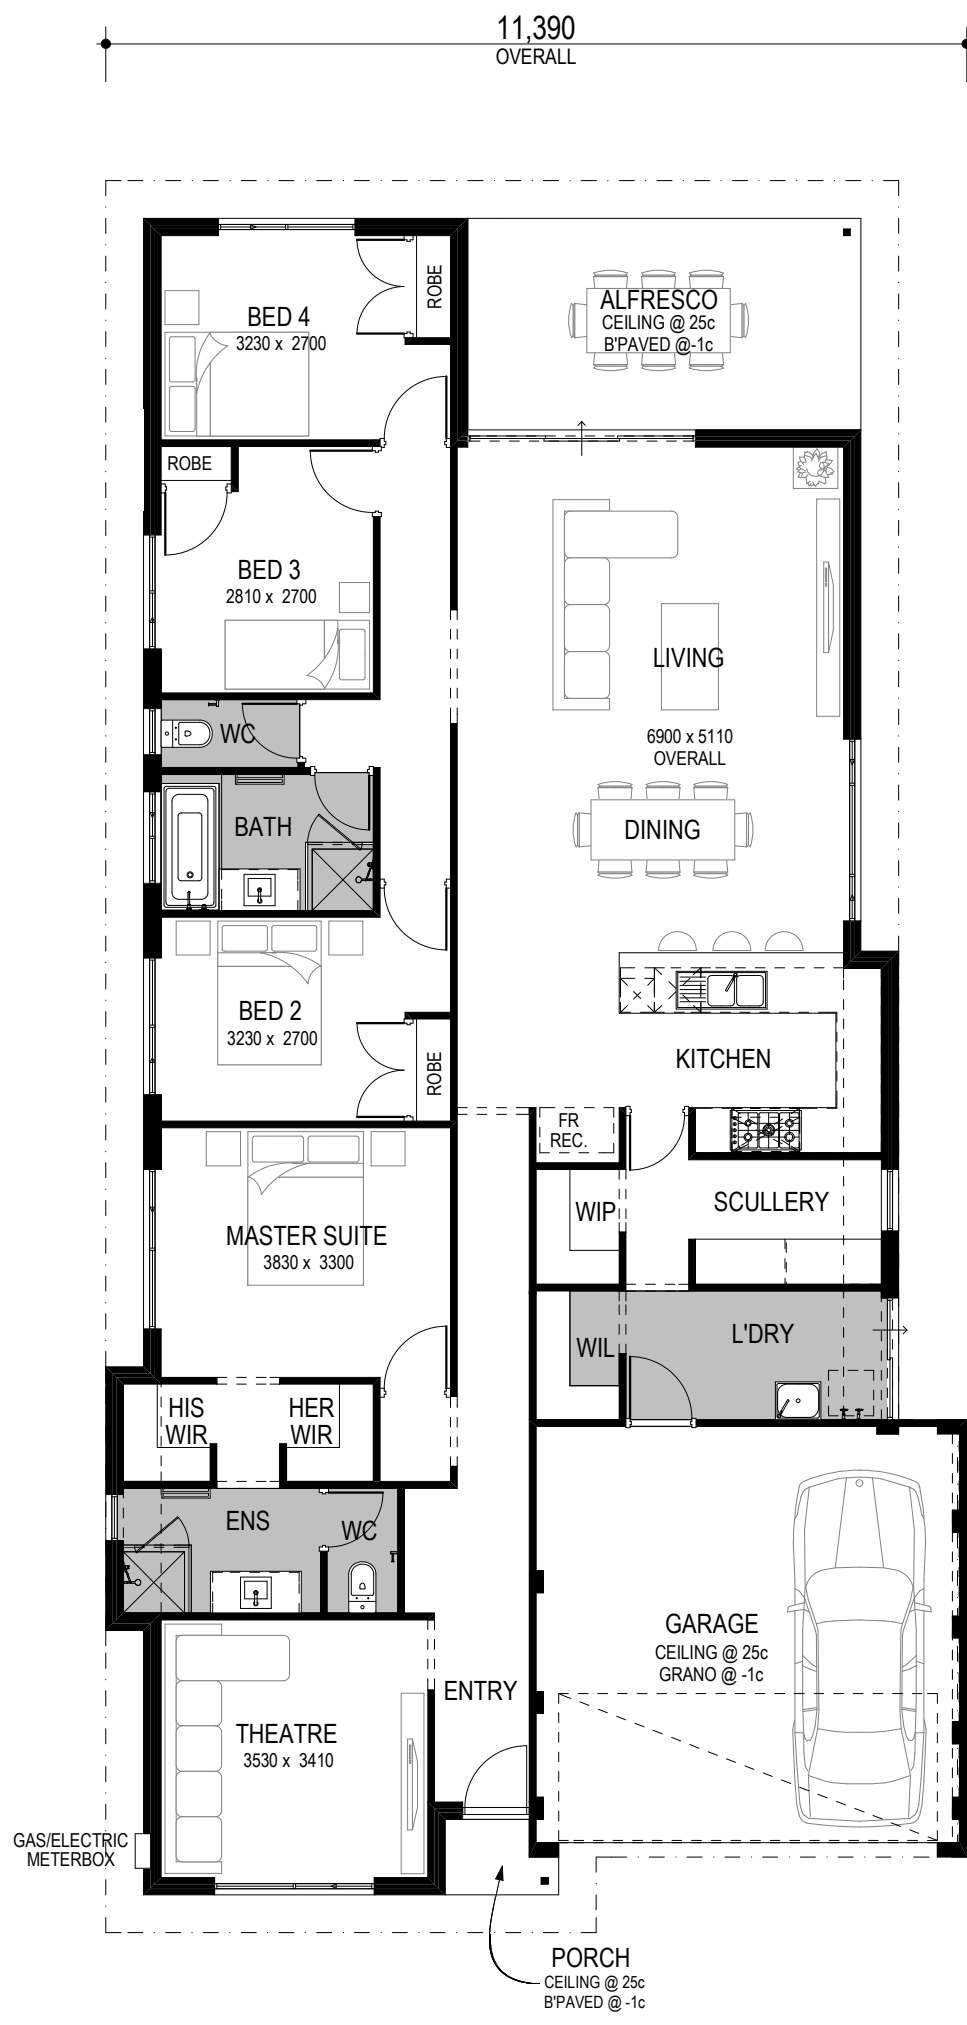 11,390
OVERALL
BED 4
3230 x 2700
ROBE
ALFRESCO
CEILING @ 25c
B'PAVED @-1c
ROBE
BED 3
2810 x 2700
LIVING
6900 x 5110
OVERALL
WC
BATH
DINING
BED 2
3230 x 2700
ROBE
KITCHEN
FR
REC.
WIP
SCULLERY
MASTER SUITE
3830 x 3300
WIL
L'DRY
HIS
WIR
HER
WIR
ENS
WC
GARAGE
CEILING @ 25c
GRANO @ -1c
ENTRY
THEATRE
3530 x 3410
GAS/ELECTRIC
METERBOX
PORCH
CEILING @ 25c
B'PAVED @ -1c